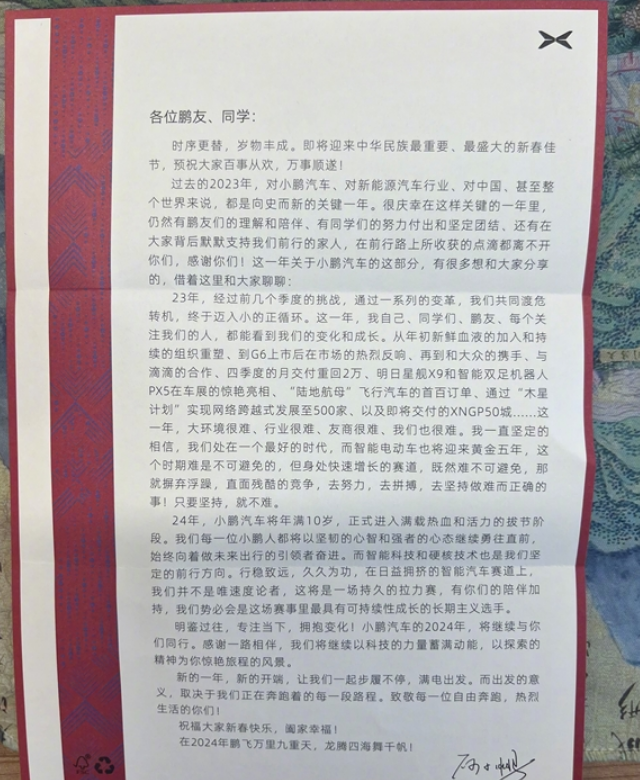 各位鹏友、同学：
时序更替，岁物丰成。即将迎来中华民族最重要、最盛大的新春佳
节，预祝大家百事从欢，万事顺遂！
过去的2023年，对小鹏汽车、对新能源汽车行业、对中国、甚至整
个世界来说，都是向史而新的关键一年。很庆幸在这样关键的一年里，
仍然有鹏友们的理解和陪伴、有同学们的努力付出和坚定团结、还有在
大家背后默默支持我们前行的家人，在前行路上所收获的点滴都离不开
你们，感谢你们！这一年关于小鹏汽车的这部分，有很多想和大家分享
的，借着这里和大家聊聊：
23年，经过前几个季度的挑战，通过一系列的变革，我们共同渡危
转机，终于迈入小的正循环。这一年，我自己、同学们、鹏友、每个关
注我们的人，都能看到我们的变化和成长。从年初新鲜血液的加入和持
续的组织重塑、到G6上市后在市场的热烈反响、再到和大众的携手、与
滴滴的合作、四季度的月交付重回2万、明日星舰X9和智能双足机器人
PX5在车展的惊艳亮相、“陆地航母”飞行汽车的首百订单、通过“木星
计划”实现网络跨越式发展至500家、以及即将交付的XNGP50城……这
一年，大环境很难、行业很难、友商很难、我们也很难。我一直坚定的
相信，我们处在一个最好的时代，而智能电动车也将迎来黄金五年，这
个时期难是不可避免的，但身处快速增长的赛道，既然难不可避免，那
就摒弃浮躁，直面残酷的竞争，去努力，去拼搏，去坚持做难而正确的
事！只要坚持，就不难。
24年，小鹏汽车将年满10岁，正式进入满载热血和活力的拔节阶
段。我们每一位小鹏人都将以坚韧的心智和强者的心态继续勇往直前，
始终向着做未来出行的引领者奋进。而智能科技和硬核技术也是我们坚
定的前行方向。行稳致远，久久为功，在日益拥挤的智能汽车赛道上，
我们并不是唯速度论者，这将是一场持久的拉力赛，有你们的陪伴加
持，我们势必会是这场赛事里最具有可持续性成长的长期主义选手。
明鉴过往，专注当下，拥抱变化！小鹏汽车的2024年，将继续与你
们同行。感谢一路相伴，我们将继续以科技的力量蓄满动能，以探索的
精神为你惊艳旅程的风景。
新的一年，新的开端，让我们一起步履不停，满电出发。而出发的意
义，取决于我们正在奔跑着的每一段路程。致敬每一位自由奔跑，热烈
生活的你们！
祝福大家新春快乐，阖家幸福！
在2024年鹏飞万里九重天，龙腾四海舞千帆！